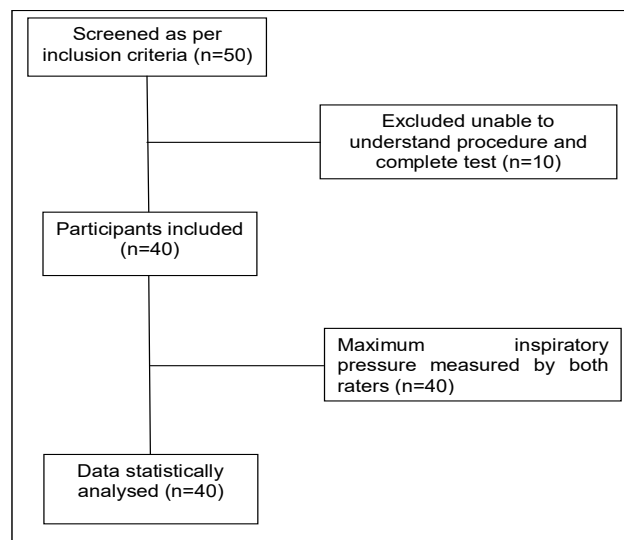 Screened as per
inclusion criteria (n=50)
Excluded unable to
understand procedure and
complete test (n=10)
Participants included
(n=40)
Maximum inspiratory
pressure measured by both
raters (n=40)
Data statistically
analysed (n=40)